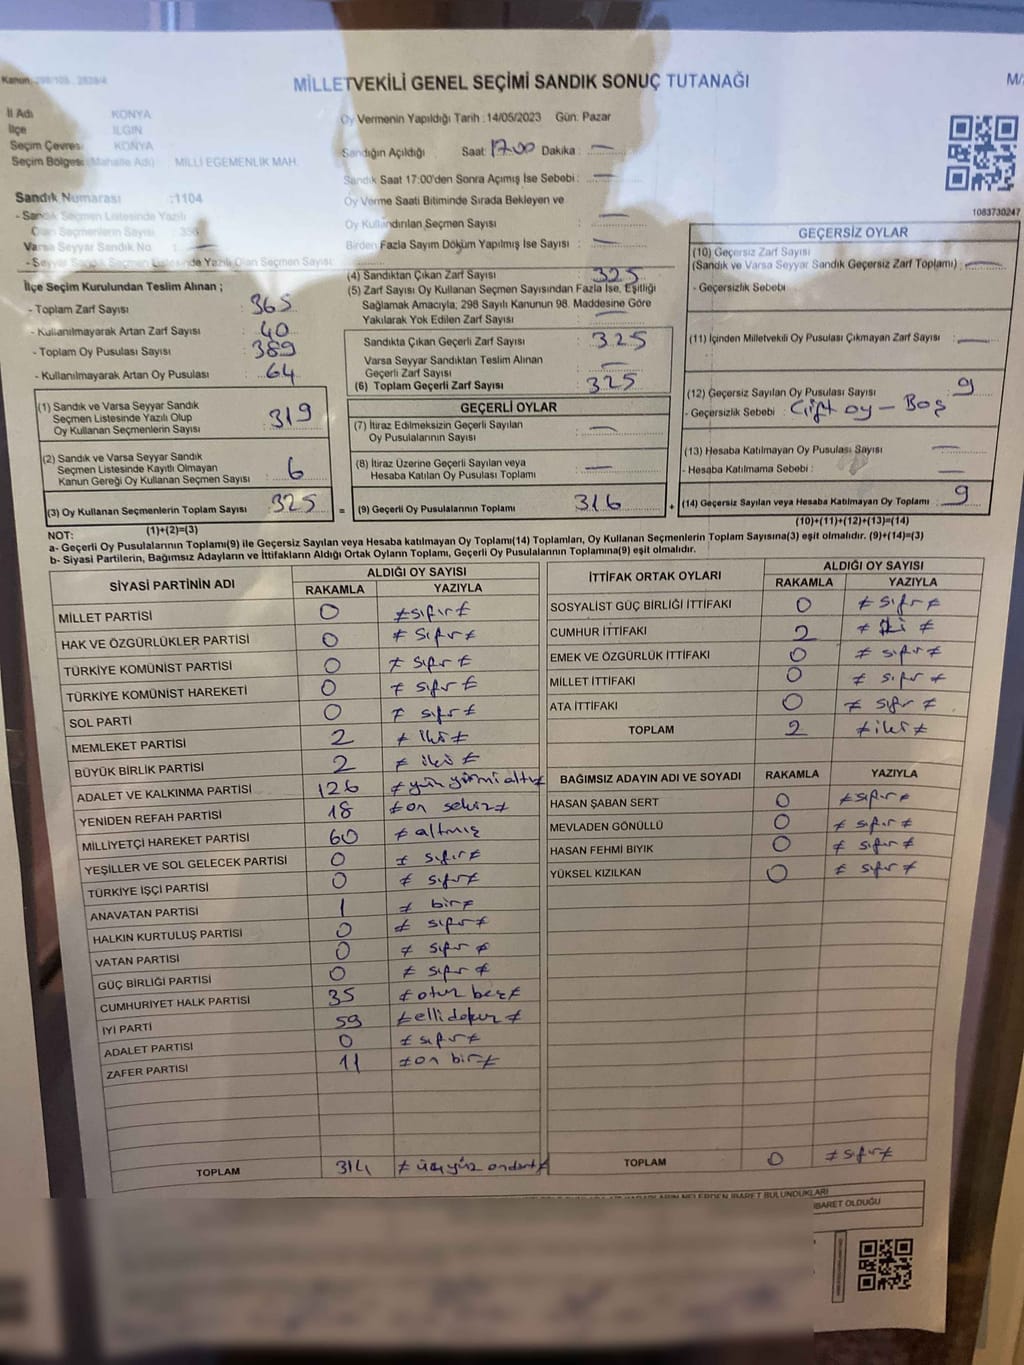 Kanun:
MİLLETVEKİLİ GENEL SEÇİMİ SANDIK SONUÇ TUTANAĞI
İl Adı KONYA
İlçe ILGIN
Seçim Çevresi KONYA
Seçim Bölgesi (Mahalle Adı) MİLLİ EGEMENLİK MAH.
Sandık Numarası :1104
- Sandık Seçmen Listesinde Yazılı
Olan Seçmenlerin Sayısı : 356
Varsa Seyyar Sandık No : —
- Seyyar Sandık Seçmen Listesinde Yazılı Olan Seçmen Sayısı:
İlçe Seçim Kurulundan Teslim Alınan ;
- Toplam Zarf Sayısı : 365
- Kullanılmayarak Artan Zarf Sayısı : 40
- Toplam Oy Pusulası Sayısı : 389
- Kullanılmayarak Artan Oy Pusulası : 64
Oy Vermenin Yapıldığı Tarih :14/05/2023 Gün. Pazar
Sandığın Açıldığı Saat: 17.00 Dakika : —
Sandık Saat 17:00'den Sonra Açımış İse Sebebi : —
Oy Verme Saati Bitiminde Sırada Bekleyen ve
Oy Kullandırılan Seçmen Sayısı : —
Birden Fazla Sayım Döküm Yapılmış İse Sayısı : —
(4) Sandıktan Çıkan Zarf Sayısı : 325
(5) Zarf Sayısı Oy Kullanan Seçmen Sayısından Fazla İse, Eşitliği
Sağlamak Amacıyla; 298 Sayılı Kanunun 98. Maddesine Göre
Yakılarak Yok Edilen Zarf Sayısı : —
Sandıkta Çıkan Geçerli Zarf Sayısı : 325
Varsa Seyyar Sandıktan Teslim Alınan
Geçerli Zarf Sayısı : —
(6) Toplam Geçerli Zarf Sayısı : 325
1083730247
GEÇERSİZ OYLAR
(10) Geçersiz Zarf Sayısı
(Sandık ve Varsa Seyyar Sandık Geçersiz Zarf Toplamı) : —
- Geçersizlik Sebebi
(11) İçinden Milletvekili Oy Pusulası Çıkmayan Zarf Sayısı : —
(12) Geçersiz Sayılan Oy Pusulası Sayısı : 9
- Geçersizlik Sebebi : Çift oy - Boş
(13) Hesaba Katılmayan Oy Pusulası Sayısı : —
- Hesaba Katılmama Sebebi : —
(14) Geçersiz Sayılan veya Hesaba Katılmayan Oy Toplamı : 9
(1) Sandık ve Varsa Seyyar Sandık
Seçmen Listesinde Yazılı Olup
Oy Kullanan Seçmenlerin Sayısı : 319
(2) Sandık ve Varsa Seyyar Sandık
Seçmen Listesinde Kayıtlı Olmayan
Kanun Gereği Oy Kullanan Seçmen Sayısı : 6
(3) Oy Kullanan Seçmenlerin Toplam Sayısı : 325 =
GEÇERLİ OYLAR
(7) İtiraz Edilmeksizin Geçerli Sayılan
Oy Pusulalarının Sayısı : —
(8) İtiraz Üzerine Geçerli Sayılan veya
Hesaba Katılan Oy Pusulası Toplamı : —
(9) Geçerli Oy Pusulalarının Toplamı : 316 +
NOT: (1)+(2)=(3) (10)+(11)+(12)+(13)=(14)
a- Geçerli Oy Pusulalarının Toplamı(9) ile Geçersiz Sayılan veya Hesaba katılmayan Oy Toplamı(14) Toplamları, Oy Kullanan Seçmenlerin Toplam Sayısına(3) eşit olmalıdır. (9)+(14)=(3)
b- Siyasi Partilerin, Bağımsız Adayların ve İttifakların Aldığı Ortak Oyların Toplamı, Geçerli Oy Pusulalarının Toplamına(9) eşit olmalıdır.
SİYASİ PARTİNİN ADI ALDIĞI OY SAYISI
RAKAMLA YAZIYLA
MİLLET PARTİSİ 0 ≠ sıfır ≠
HAK VE ÖZGÜRLÜKLER PARTİSİ 0 ≠ sıfır ≠
TÜRKİYE KOMÜNİST PARTİSİ 0 ≠ sıfır ≠
TÜRKİYE KOMÜNİST HAREKETİ 0 ≠ sıfır ≠
SOL PARTİ 0 ≠ sıfır ≠
MEMLEKET PARTİSİ 2 ≠ iki ≠
BÜYÜK BİRLİK PARTİSİ 2 ≠ iki ≠
ADALET VE KALKINMA PARTİSİ 126 ≠ yüz yirmi altı ≠
YENİDEN REFAH PARTİSİ 18 ≠ on sekiz ≠
MİLLİYETÇİ HAREKET PARTİSİ 60 ≠ altmış
YEŞİLLER VE SOL GELECEK PARTİSİ 0 ≠ sıfır ≠
TÜRKİYE İŞÇİ PARTİSİ 0 ≠ sıfır ≠
ANAVATAN PARTİSİ 1 ≠ bir ≠
HALKIN KURTULUŞ PARTİSİ 0 ≠ sıfır ≠
VATAN PARTİSİ 0 ≠ sıfır ≠
GÜÇ BİRLİĞİ PARTİSİ 0 ≠ sıfır ≠
CUMHURİYET HALK PARTİSİ 35 ≠ otuz beş ≠
İYİ PARTİ 59 ≠ elli dokuz ≠
ADALET PARTİSİ 0 ≠ sıfır ≠
ZAFER PARTİSİ 11 ≠ on bir ≠
TOPLAM 314 ≠ üçyüz ondört ≠
İTTİFAK ORTAK OYLARI ALDIĞI OY SAYISI
RAKAMLA YAZIYLA
SOSYALİST GÜÇ BİRLİĞİ İTTİFAKI 0 ≠ sıfır ≠
CUMHUR İTTİFAKI 2 ≠ iki ≠
EMEK VE ÖZGÜRLÜK İTTİFAKI 0 ≠ sıfır ≠
MİLLET İTTİFAKI 0 ≠ sıfır ≠
ATA İTTİFAKI 0 ≠ sıfır ≠
TOPLAM 2 ≠ iki ≠
BAĞIMSIZ ADAYIN ADI VE SOYADI RAKAMLA YAZIYLA
HASAN ŞABAN SERT 0 ≠ sıfır ≠
MEVLADEN GÖNÜLLÜ 0 ≠ sıfır ≠
HASAN FEHMI BIYIK 0 ≠ sıfır ≠
YÜKSEL KIZILKAN 0 ≠ sıfır ≠
TOPLAM 0 ≠ sıfır ≠
NELERDEN İBARET BULUNDUKLARI
İBARET OLDUĞU